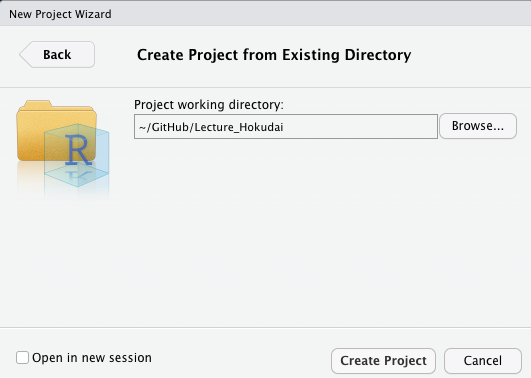 New Project Wizard
Back
Create Project from Existing Directory
Project working directory:
~/GitHub/Lecture_Hokudai
Browse...
R
Open in new session
Create Project
Cancel